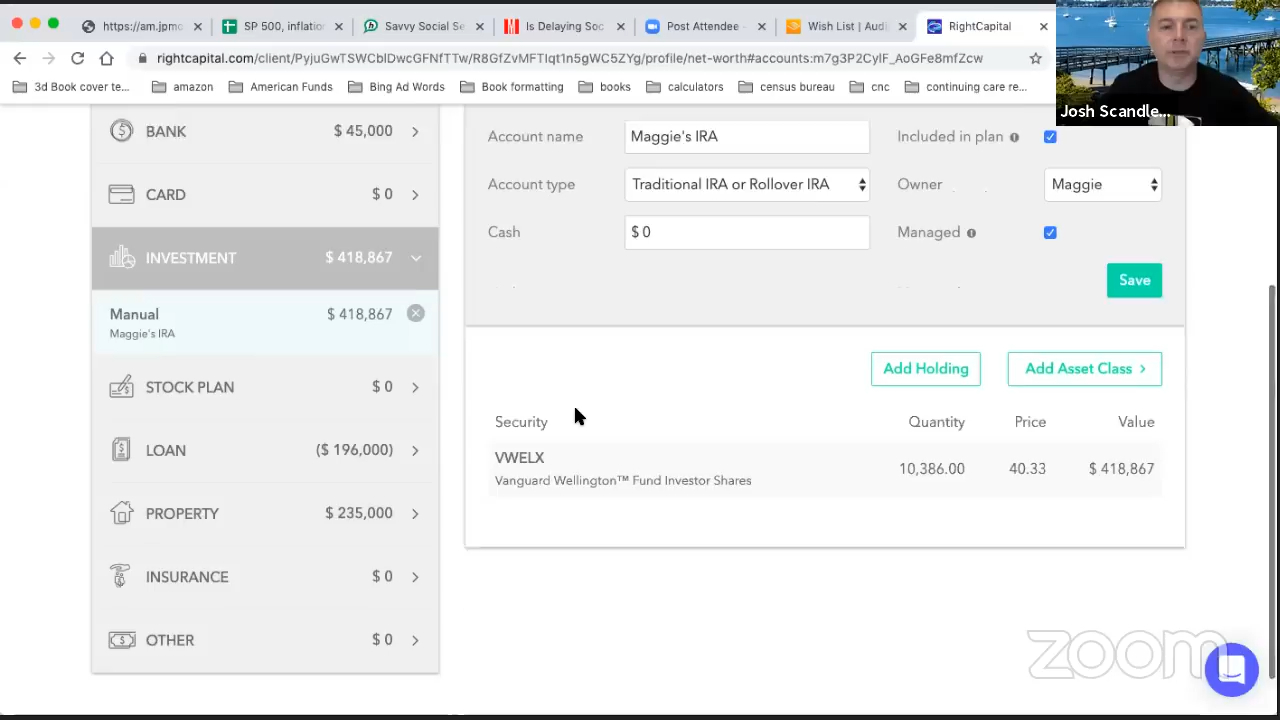 https://am.jpmc
SP 500, inflatio
Savvy Social Se
Is Delaying Soc
Post Attendee
Wish List | Audi
RightCapital
rightcapital.com/client/PyjuGwTSWCblDwcGFNfTTw/R8GfZvMFTlqt1n5gWC5ZYg/profile/net-worth#accounts:m7g3P2CylF_AoGFe8mfZcw
3d Book cover te...
amazon
American Funds
Bing Ad Words
Book formatting
books
calculators
census bureau
cnc
continuing care re...
Josh Scandle...
BANK $ 45,000
CARD $ 0
INVESTMENT $ 418,867
Manual $ 418,867
Maggie's IRA
STOCK PLAN $ 0
LOAN ($ 196,000)
PROPERTY $ 235,000
INSURANCE $ 0
OTHER $ 0
Account name Maggie's IRA Included in plan
Account type Traditional IRA or Rollover IRA Owner Maggie
Cash $ 0 Managed
Save
Add Holding Add Asset Class
Security Quantity Price Value
VWELX
Vanguard Wellington™ Fund Investor Shares 10,386.00 40.33 $ 418,867
zoom